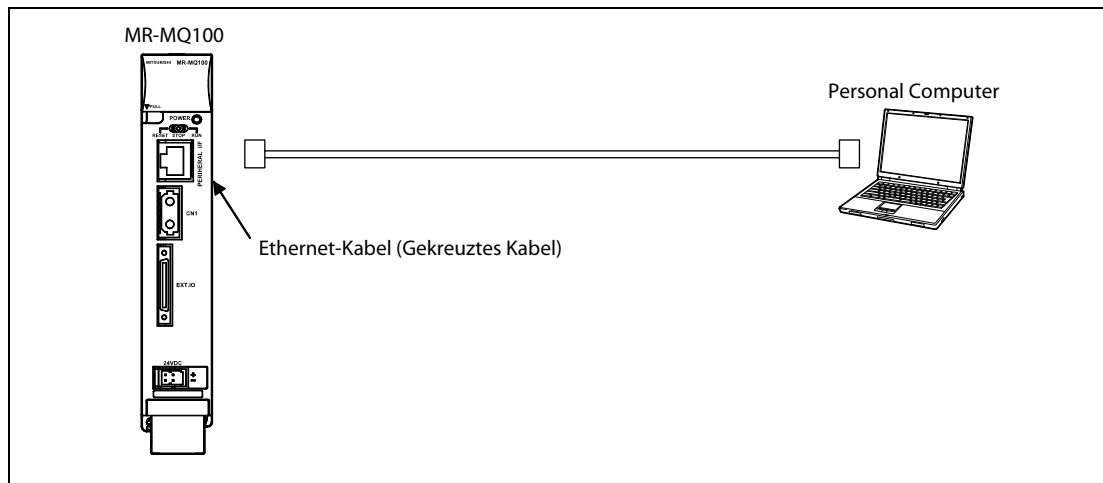 MR-MQ100
MITSUBISHI MR-MQ100
PULL
POWER
RESET STOP RUN
PERIHERAL I/F
CN1
EXT.IO
24VDC
+
−
Personal Computer
Ethernet-Kabel (Gekreuztes Kabel)